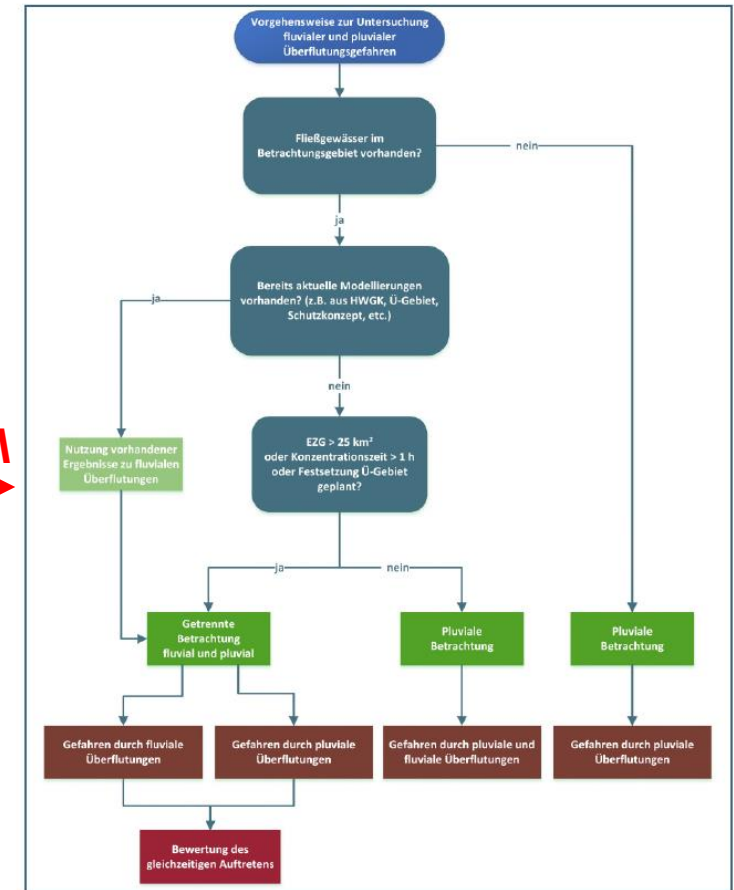 Vorgehensweise zur Untersuchung
fluvialer und pluvialer
Überflutungsgefahren
Fließgewässer im
Betrachtungsgebiet vorhanden?
nein
ja
Bereits aktuelle Modellierungen
vorhanden? (z.B. aus HWGK, Ü-Gebiet,
Schutzkonzept, etc.)
ja
nein
EZG > 25 km²
oder Konzentrationszeit > 1 h
oder Festsetzung Ü-Gebiet
geplant?
Nutzung vorhandener
Ergebnisse zu fluvialen
Überflutungen
ja
nein
Getrennte
Betrachtung
fluvial und pluvial
Pluviale
Betrachtung
Pluviale
Betrachtung
Gefahren durch fluviale
Überflutungen
Gefahren durch pluviale
Überflutungen
Gefahren durch pluviale und
fluviale Überflutungen
Gefahren durch pluviale
Überflutungen
Bewertung des
gleichzeitigen Auftretens